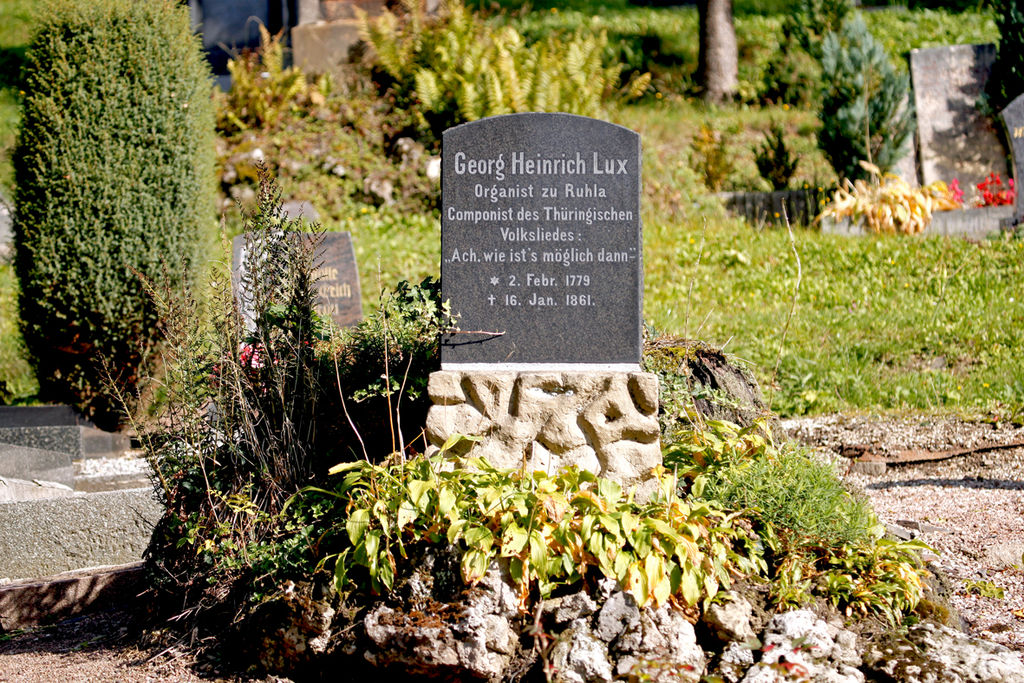 Georg Heinrich Lux
Organist zu Ruhla
Componist des Thüringischen
Volksliedes:
„Ach, wie ist's möglich dann–"
* 2. Febr. 1779
† 16. Jan. 1861.